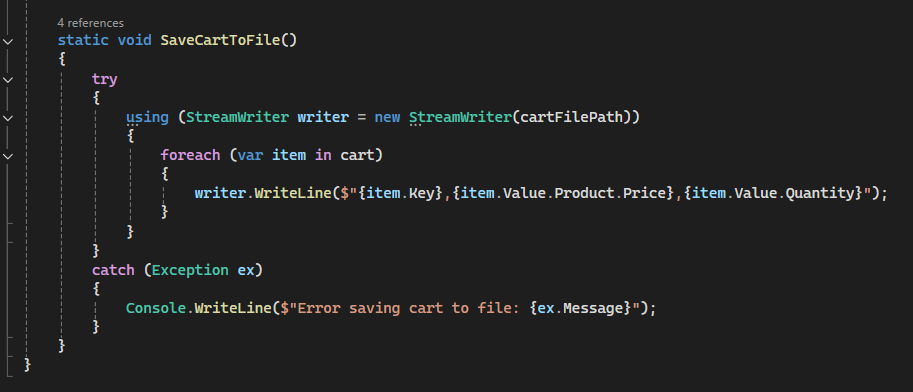 4 references
static void SaveCartToFile()
{
try
{
using (StreamWriter writer = new StreamWriter(cartFilePath))
{
foreach (var item in cart)
{
writer.WriteLine($"{item.Key},{item.Value.Product.Price},{item.Value.Quantity}");
}
}
}
catch (Exception ex)
{
Console.WriteLine($"Error saving cart to file: {ex.Message}");
}
}
}